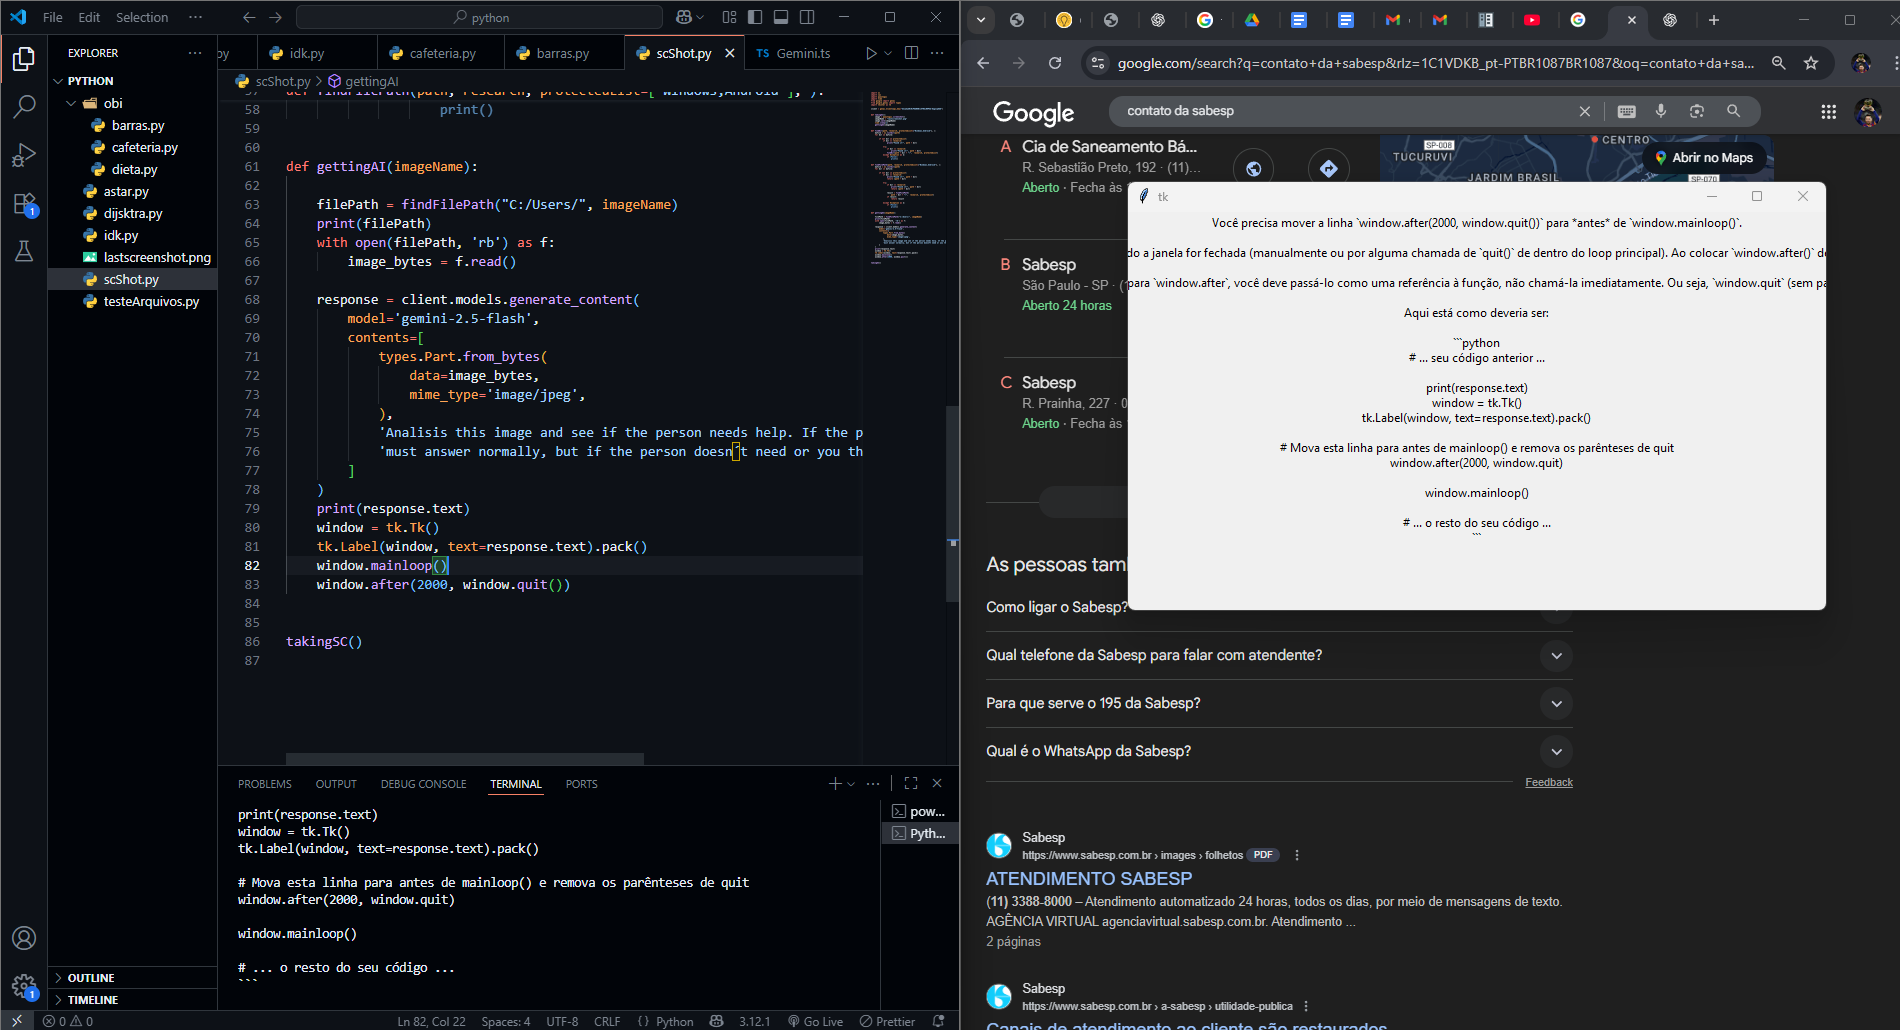 File Edit Selection ···
python
EXPLORER ···
PYTHON
obi
barras.py
cafeteria.py
dieta.py
astar.py
dijsktra.py
idk.py
lastscreenshot.png
scShot.py
testeArquivos.py
OUTLINE
TIMELINE
py idk.py cafeteria.py barras.py scShot.py TS Gemini.ts
scShot.py > gettingAI
58 print()
59
60
61 def gettingAI(imageName):
62
63 filePath = findFilePath("C:/Users/", imageName)
64 print(filePath)
65 with open(filePath, 'rb') as f:
66 image_bytes = f.read()
67
68 response = client.models.generate_content(
69 model='gemini-2.5-flash',
70 contents=[
71 types.Part.from_bytes(
72 data=image_bytes,
73 mime_type='image/jpeg',
74 ),
75 'Analisis this image and see if the person needs help. If the p
76 'must answer normally, but if the person doesn´t need or you th
77 ]
78 )
79 print(response.text)
80 window = tk.Tk()
81 tk.Label(window, text=response.text).pack()
82 window.mainloop()
83 window.after(2000, window.quit())
84
85
86 takingSC()
87
PROBLEMS OUTPUT DEBUG CONSOLE TERMINAL PORTS
pow...
Pyth...
print(response.text)
window = tk.Tk()
tk.Label(window, text=response.text).pack()
# Mova esta linha para antes de mainloop() e remova os parênteses de quit
window.after(2000, window.quit)
window.mainloop()
# ... o resto do seu código ...
```
0 0 Ln 82, Col 22 Spaces: 4 UTF-8 CRLF {} Python 3.12.1 Go Live Prettier
google.com/search?q=contato+da+sabesp&rlz=1C1VDKB_pt-PTBR1087BR1087&oq=contato+da+sa...
Google
contato da sabesp
A Cia de Saneamento Bá...
R. Sebastião Preto, 192 · (11)...
Aberto · Fecha às
SP-008
TUCURUVI
CENTRO
JARDIM BRASIL
SP-070
Abrir no Maps
B Sabesp
São Paulo - SP · (
Aberto 24 horas
C Sabesp
R. Prainha, 227 · 0
Aberto · Fecha às
tk
Você precisa mover a linha `window.after(2000, window.quit())` para *antes* de `window.mainloop()`.
do a janela for fechada (manualmente ou por alguma chamada de `quit()` de dentro do loop principal). Ao colocar `window.after()` de
para `window.after`, você deve passá-lo como uma referência à função, não chamá-la imediatamente. Ou seja, `window.quit` (sem pa
Aqui está como deveria ser:
```python
# ... seu código anterior ...
print(response.text)
window = tk.Tk()
tk.Label(window, text=response.text).pack()
# Mova esta linha para antes de mainloop() e remova os parênteses de quit
window.after(2000, window.quit)
window.mainloop()
# ... o resto do seu código ...
```
As pessoas tam
Como ligar o Sabesp?
Qual telefone da Sabesp para falar com atendente?
Para que serve o 195 da Sabesp?
Qual é o WhatsApp da Sabesp?
Feedback
Sabesp
https://www.sabesp.com.br › images › folhetos PDF
ATENDIMENTO SABESP
(11) 3388-8000 – Atendimento automatizado 24 horas, todos os dias, por meio de mensagens de texto.
AGÊNCIA VIRTUAL agenciavirtual.sabesp.com.br. Atendimento ...
2 páginas
Sabesp
https://www.sabesp.com.br › a-sabesp › utilidade-publica
Canais de atendimento ao cliente são restaurados